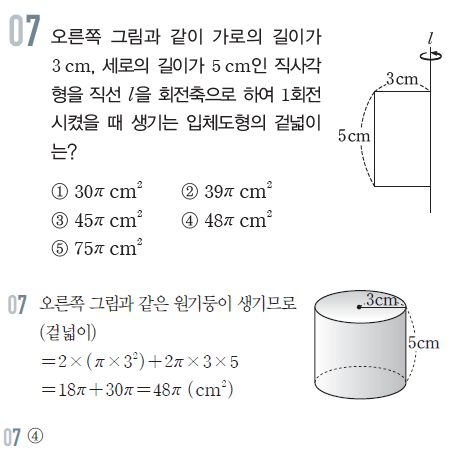 07 오른쪽 그림과 같이 가로의 길이가
3 cm, 세로의 길이가 5 cm인 직사각
형을 직선 l을 회전축으로 하여 1회전
시켰을 때 생기는 입체도형의 겉넓이
는?
l
3cm
5cm
① 30π cm² ② 39π cm²
③ 45π cm² ④ 48π cm²
⑤ 75π cm²
07 오른쪽 그림과 같은 원기둥이 생기므로
(겉넓이)
=2×(π×3²)+2π×3×5
=18π+30π=48π (cm²)
3cm
5cm
07 ④